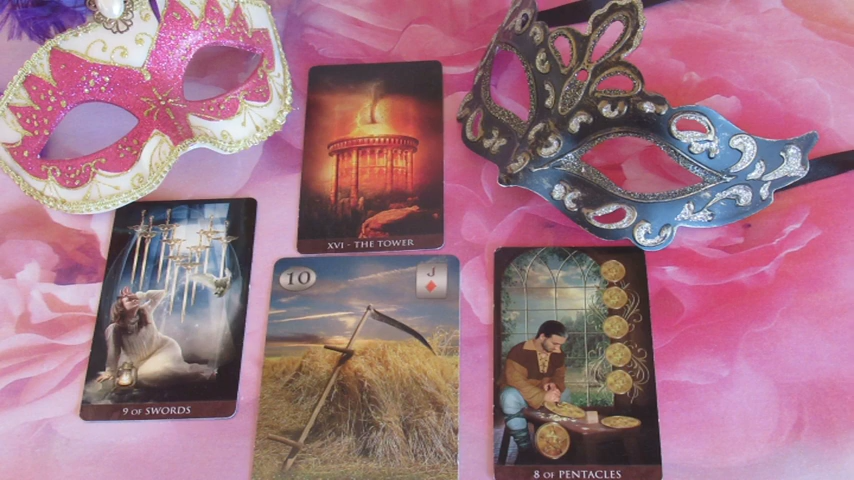 XVI - THE TOWER
9 OF SWORDS
10
J
8 OF PENTACLES